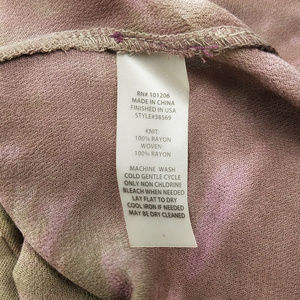 RN#.101206
MADE IN CHINA
FINISHED IN USA
STYLE#38569
KNIT:
100% RAYON
WOVEN:
100% RAYON
MACHINE WASH
COLD GENTLE CYCLE
ONLY NON CHLORINE
BLEACH WHEN NEEDED
LAY FLAT TO DRY
COOL IRON IF NEEDED
MAY BE DRY CLEANED